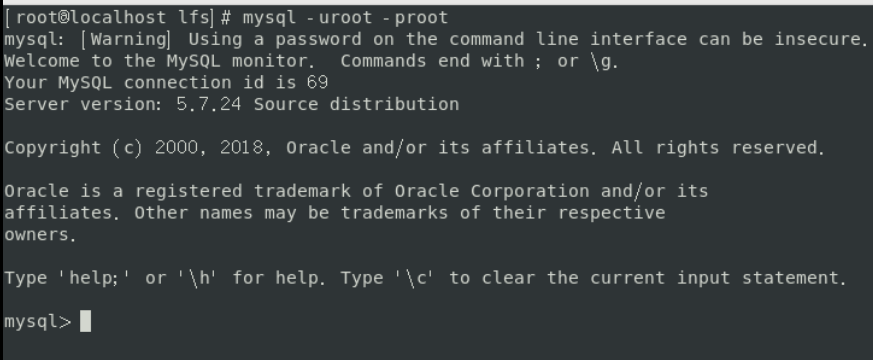 [root@localhost lfs]# mysql -uroot -proot
mysql: [Warning] Using a password on the command line interface can be insecure.
Welcome to the MySQL monitor.  Commands end with ; or \g.
Your MySQL connection id is 69
Server version: 5.7.24 Source distribution

Copyright (c) 2000, 2018, Oracle and/or its affiliates. All rights reserved.

Oracle is a registered trademark of Oracle Corporation and/or its
affiliates. Other names may be trademarks of their respective
owners.

Type 'help;' or '\h' for help. Type '\c' to clear the current input statement.

mysql>